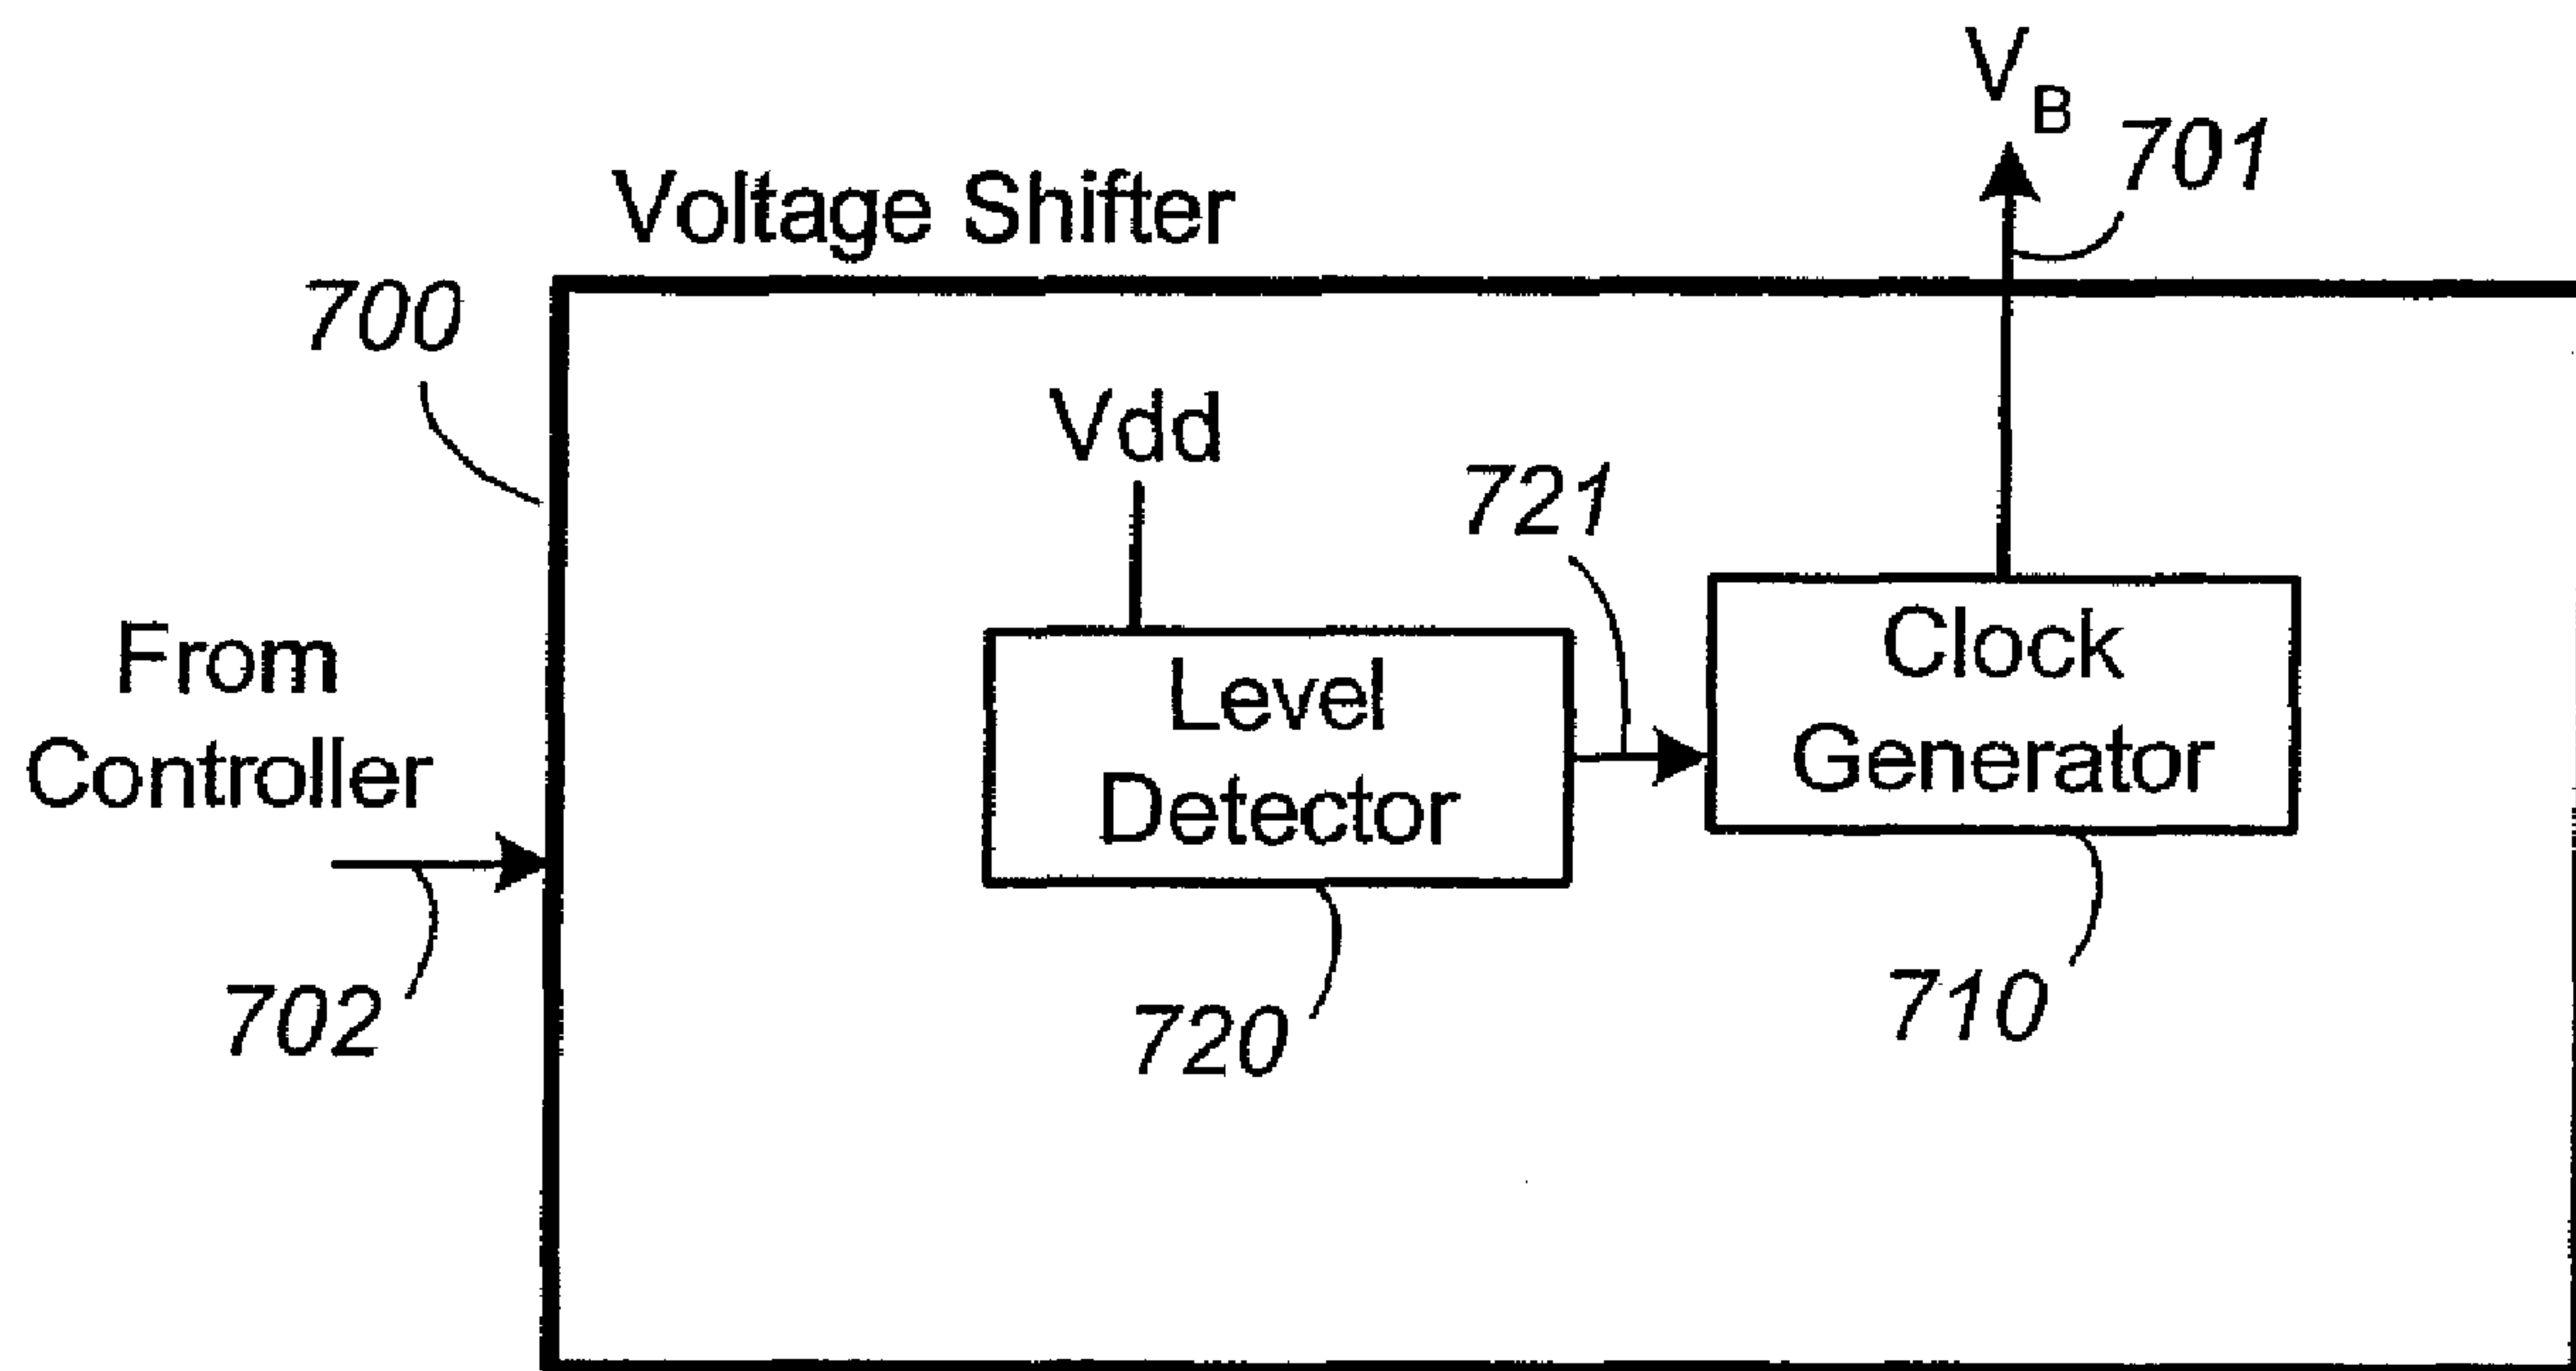 V B
701
Voltage Shifter
700
Vdd
721
From
Controller
Level
Detector
Clock
Generator
702
720
710